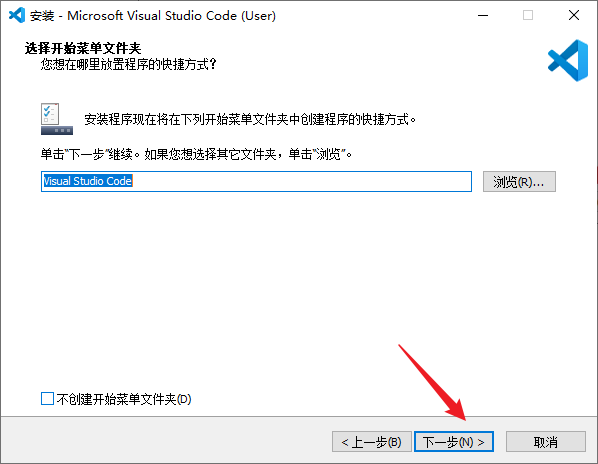 安装 - Microsoft Visual Studio Code (User)
选择开始菜单文件夹
您想在哪里放置程序的快捷方式?
安装程序现在将在下列开始菜单文件夹中创建程序的快捷方式。
单击“下一步”继续。如果您想选择其它文件夹，单击“浏览”。
Visual Studio Code
浏览(R)...
不创建开始菜单文件夹(D)
< 上一步(B)
下一步(N) >
取消